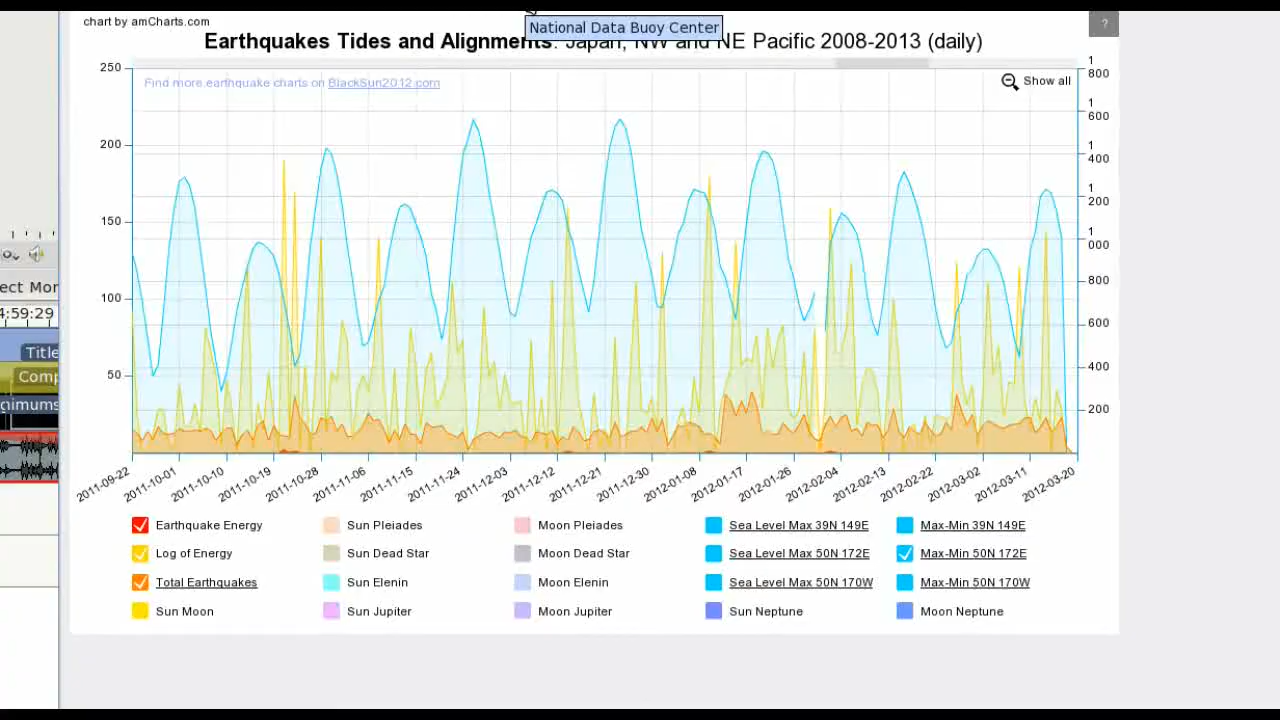 chart by amCharts.com
National Data Buoy Center
?
Earthquakes Tides and Alignments: Japan, NW and NE Pacific 2008-2013 (daily)
Find more earthquake charts on BlackSun2012.com
Show all
250
200
150
100
50
1 800
1 600
1 400
1 200
1 000
800
600
400
200
ect Mor
4:59:29
Title
Comp
nimums
2011-09-22
2011-10-01
2011-10-10
2011-10-19
2011-10-28
2011-11-06
2011-11-15
2011-11-24
2011-12-03
2011-12-12
2011-12-21
2011-12-30
2012-01-08
2012-01-17
2012-01-26
2012-02-04
2012-02-13
2012-02-22
2012-03-02
2012-03-11
2012-03-20
Earthquake Energy
Sun Pleiades
Moon Pleiades
Sea Level Max 39N 149E
Max-Min 39N 149E
Log of Energy
Sun Dead Star
Moon Dead Star
Sea Level Max 50N 172E
Max-Min 50N 172E
Total Earthquakes
Sun Elenin
Moon Elenin
Sea Level Max 50N 170W
Max-Min 50N 170W
Sun Moon
Sun Jupiter
Moon Jupiter
Sun Neptune
Moon Neptune